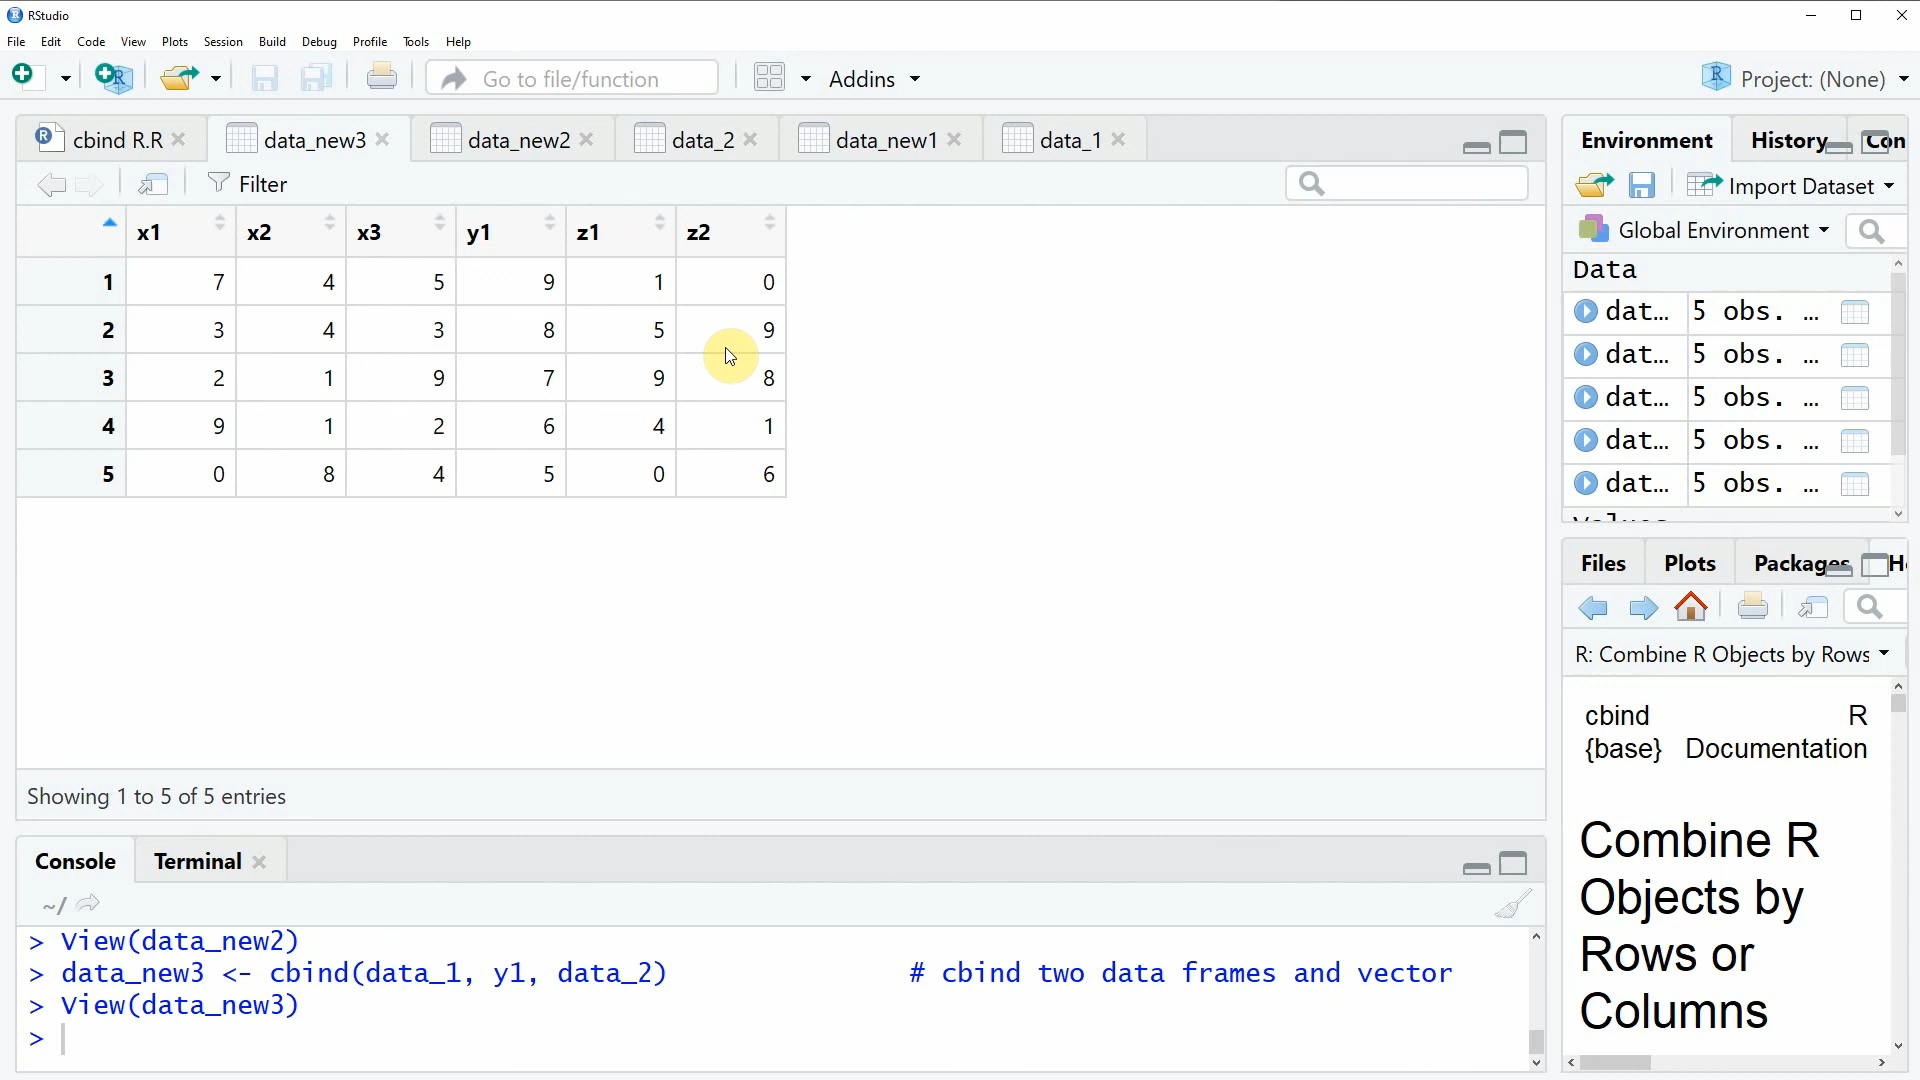 RStudio
File Edit Code View Plots Session Build Debug Profile Tools Help
Go to file/function Addins Project: (None)
cbind R.R data_new3 data_new2 data_2 data_new1 data_1
Filter
x1 x2 x3 y1 z1 z2
1 7 4 5 9 1 0
2 3 4 3 8 5 9
3 2 1 9 7 9 8
4 9 1 2 6 4 1
5 0 8 4 5 0 6
Showing 1 to 5 of 5 entries
Console Terminal
~/
> View(data_new2)
> data_new3 <- cbind(data_1, y1, data_2) # cbind two data frames and vector
> View(data_new3)
>
Environment History Con
Import Dataset
Global Environment
Data
dat… 5 obs. …
dat… 5 obs. …
dat… 5 obs. …
dat… 5 obs. …
dat… 5 obs. …
Files Plots Packages
R: Combine R Objects by Rows
cbind R
{base} Documentation
Combine R
Objects by
Rows or
Columns